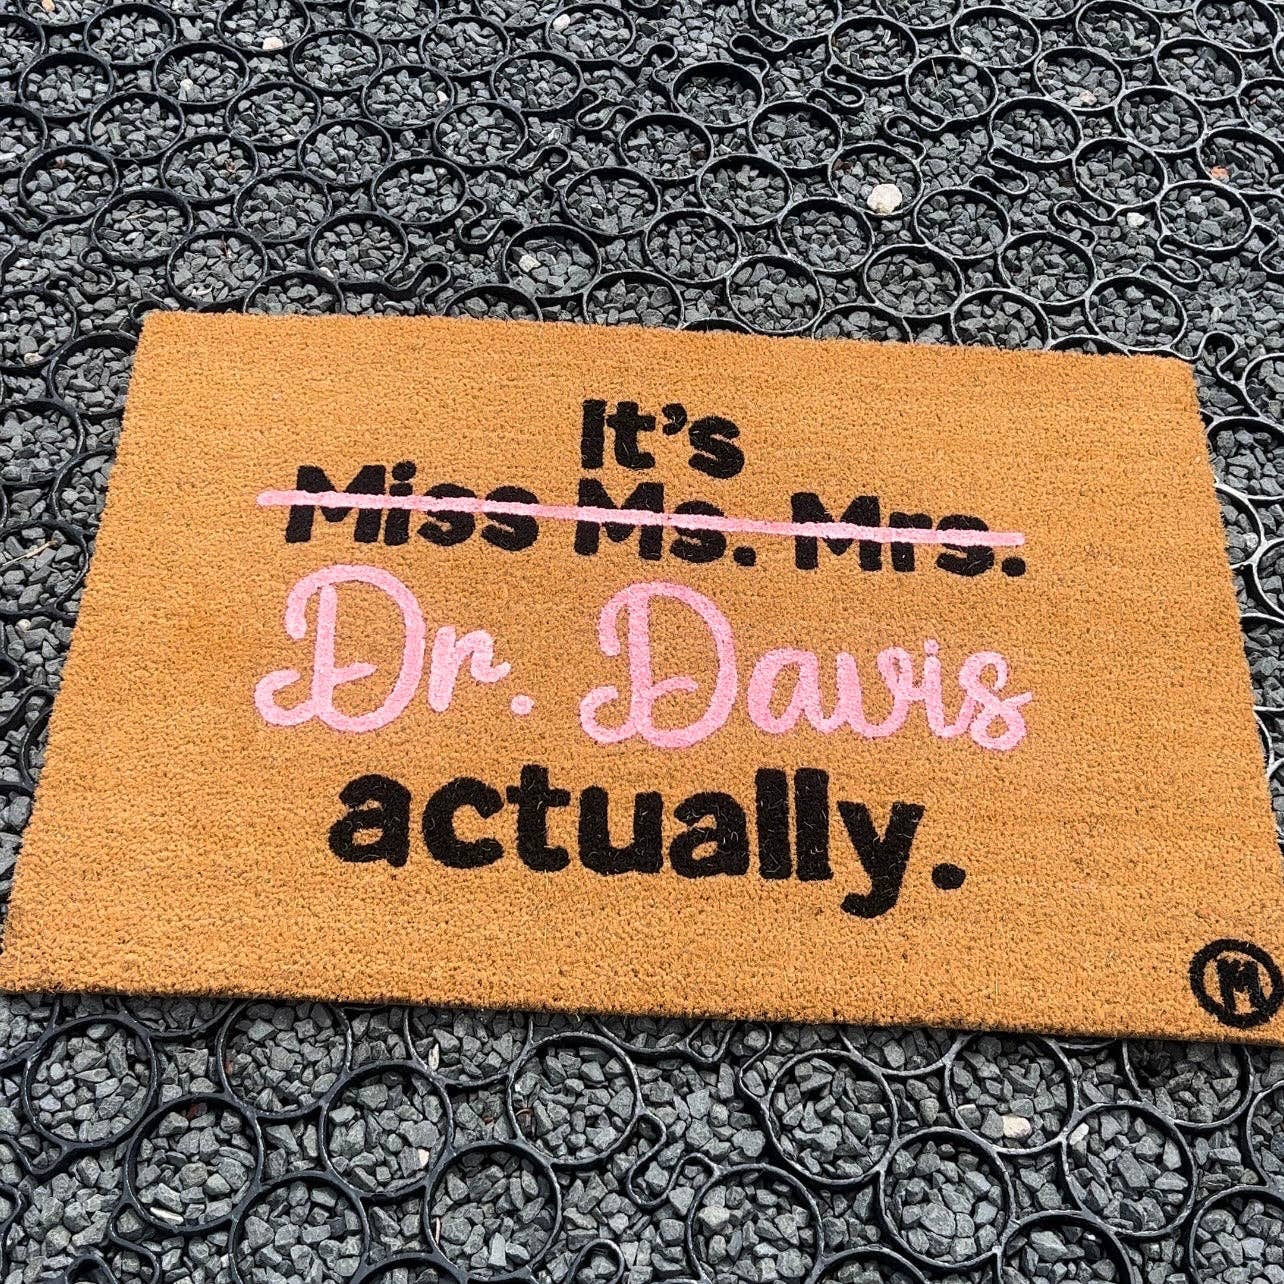 It's
Miss Ms. Mrs.
Dr. Davis
actually.
M